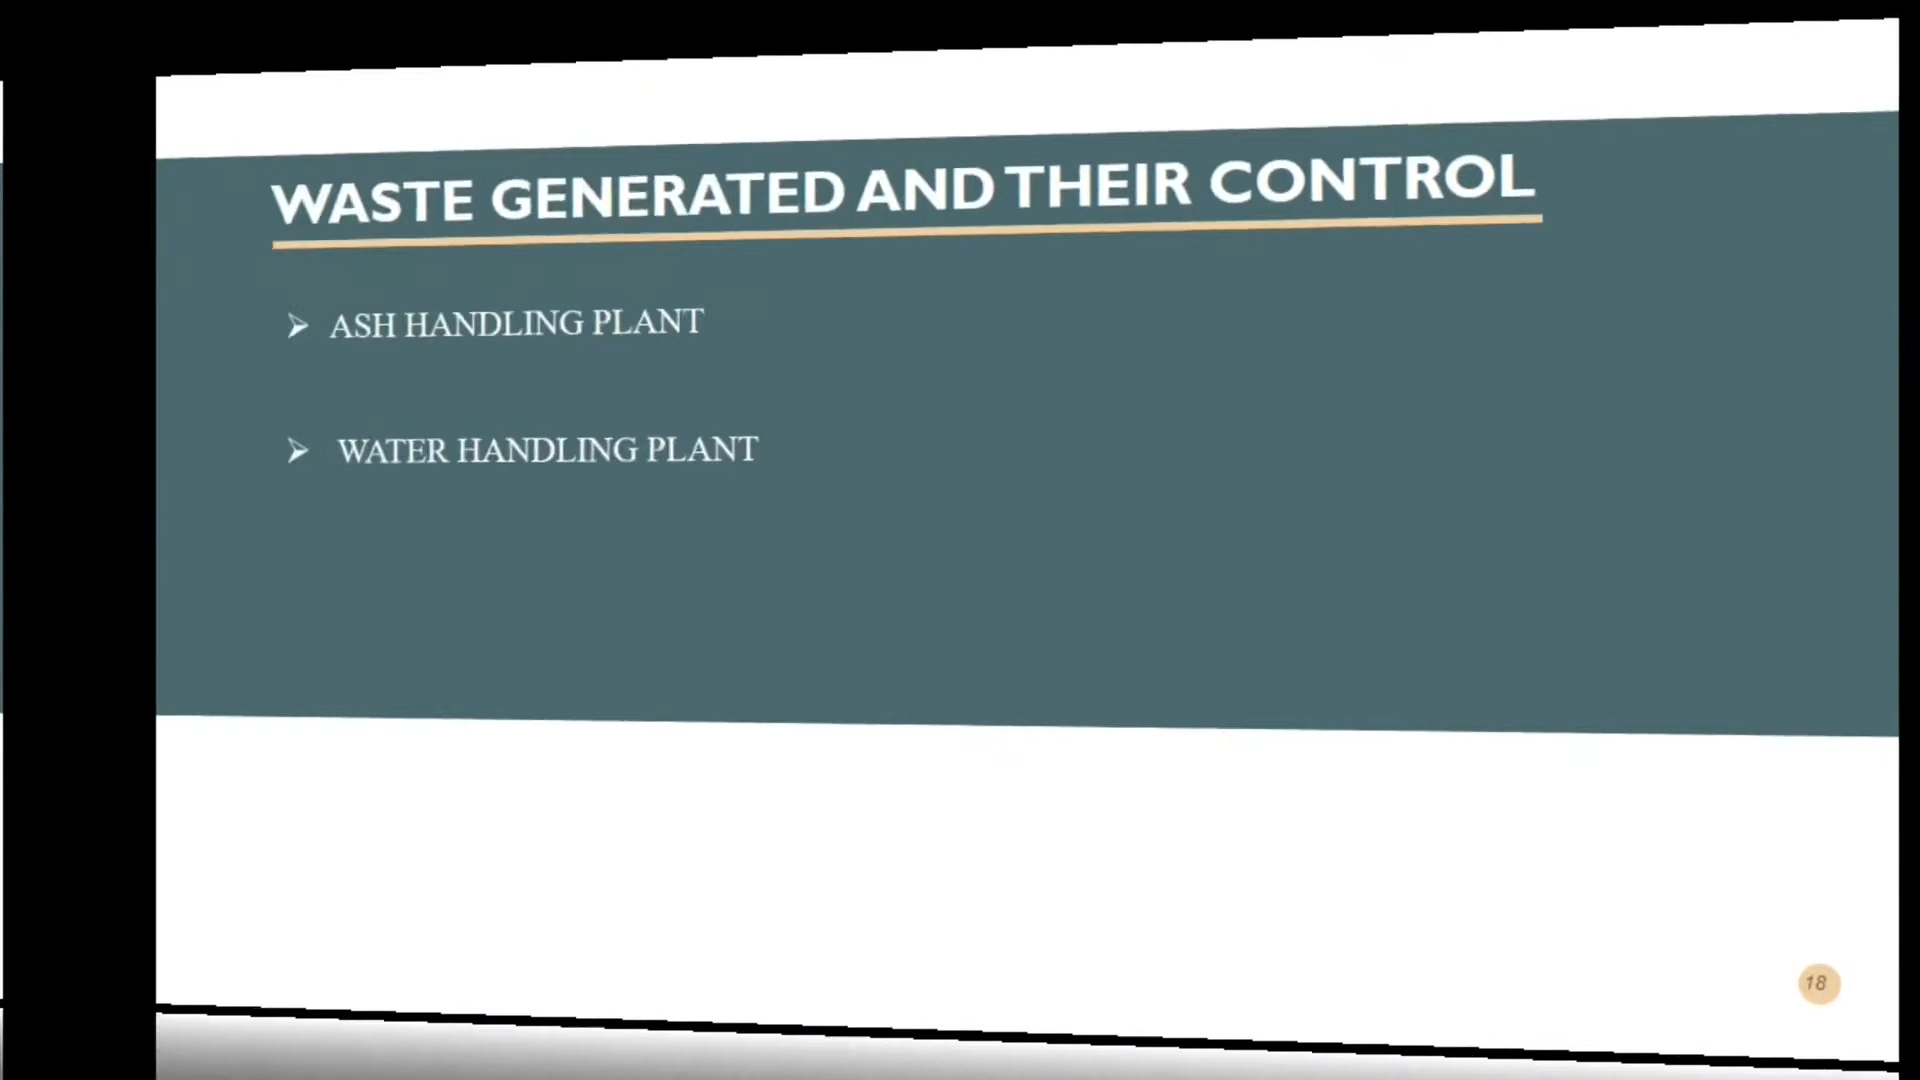 WASTE GENERATED AND THEIR CONTROL
➢ ASH HANDLING PLANT
➢ WATER HANDLING PLANT
18